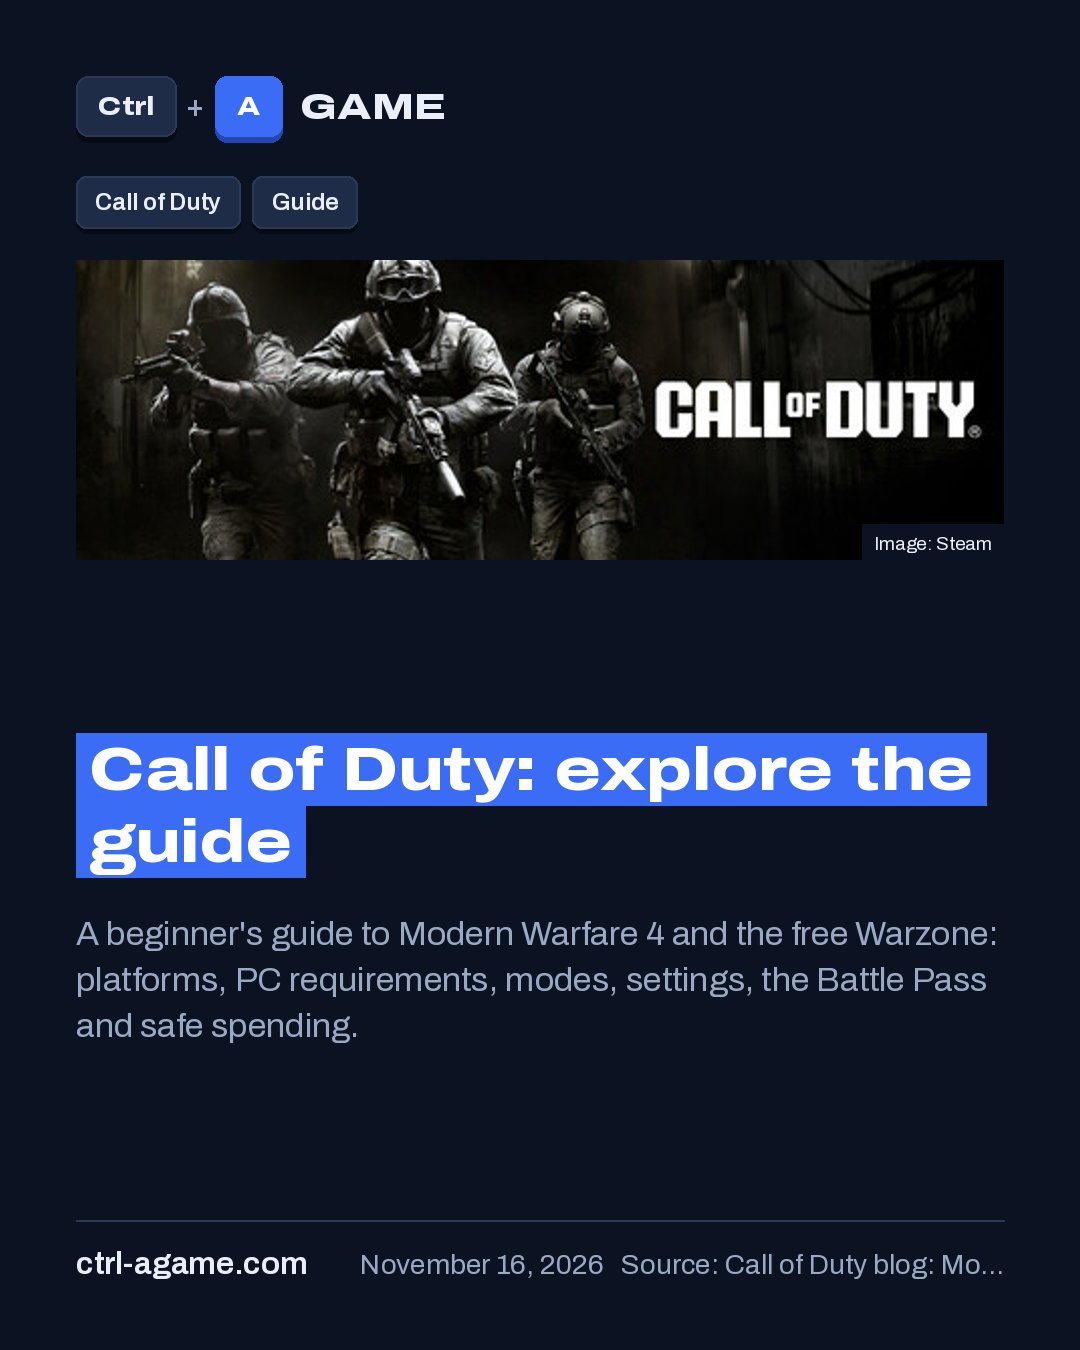 Ctrl + A GAME
Call of Duty Guide
CALL OF DUTY®
Image: Steam
Call of Duty: explore the
guide
A beginner's guide to Modern Warfare 4 and the free Warzone:
platforms, PC requirements, modes, settings, the Battle Pass
and safe spending.
ctrl-agame.com November 16, 2026 Source: Call of Duty blog: Mo...